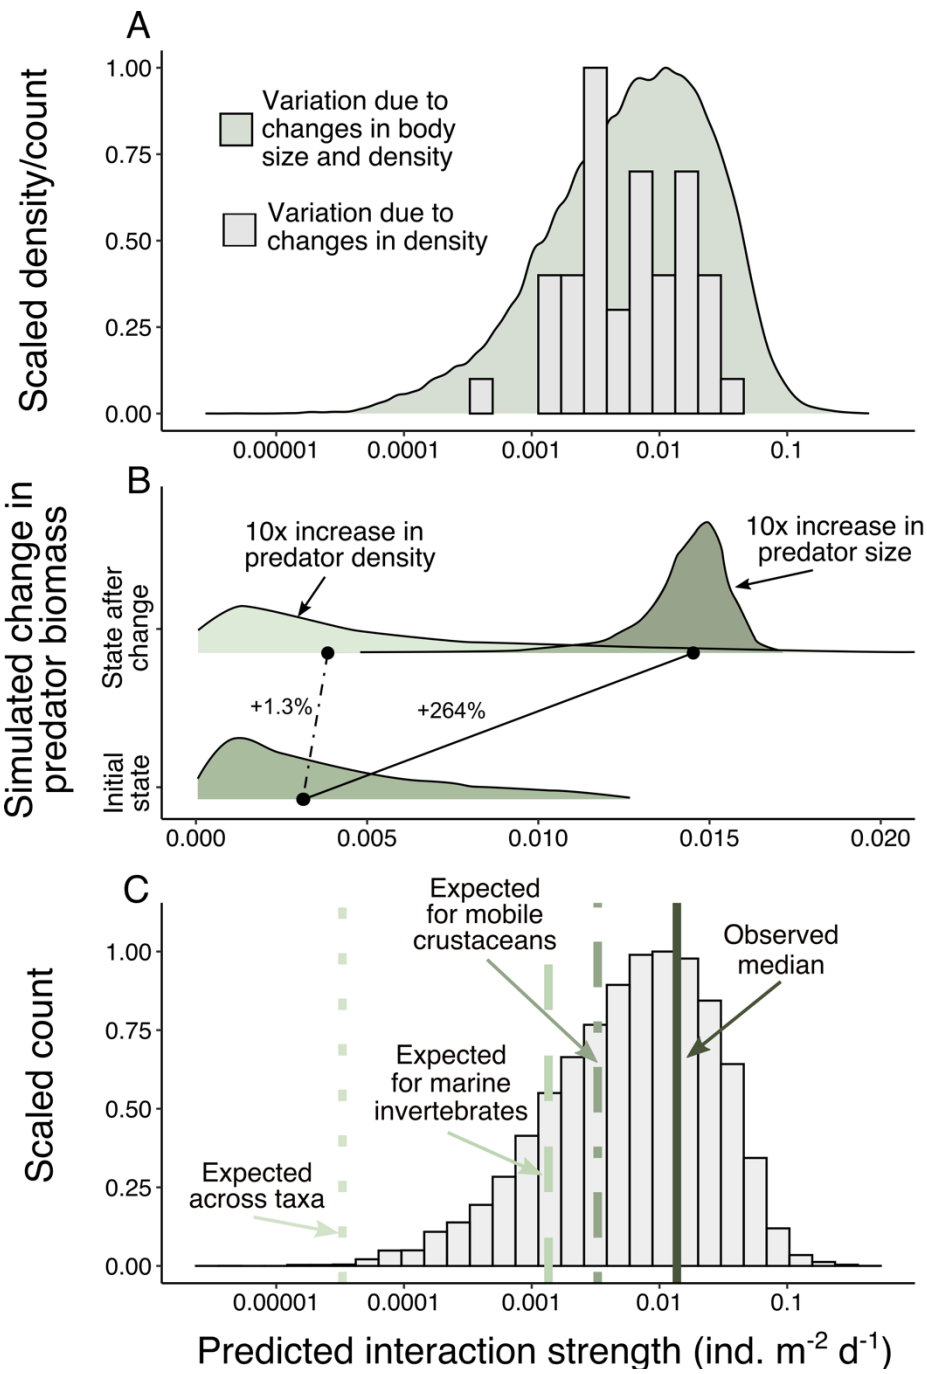 A
Scaled density/count
1.00
0.75
0.50
0.25
0.00
Variation due to
changes in body
size and density
Variation due to
changes in density
0.00001
0.0001
0.001
0.01
0.1
B
Simulated change in
predator biomass
State after
change
Initial
state
10x increase in
predator density
10x increase in
predator size
+1.3%
+264%
0.000
0.005
0.010
0.015
0.020
C
Scaled count
1.00
0.75
0.50
0.25
0.00
Expected
for mobile
crustaceans
Observed
median
Expected
for marine
invertebrates
Expected
across taxa
0.00001
0.0001
0.001
0.01
0.1
Predicted interaction strength (ind. m⁻² d⁻¹)